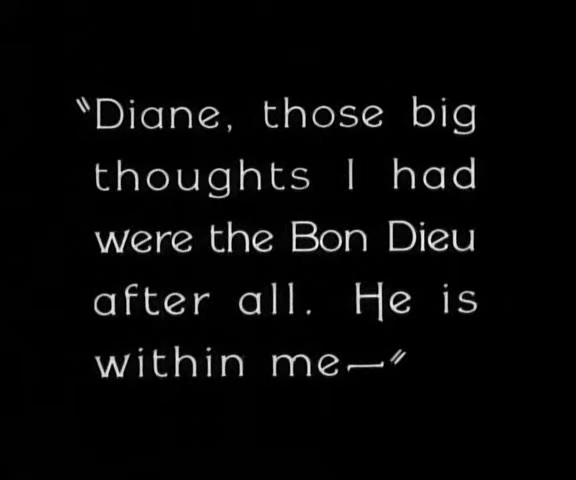 "Diane, those big
thoughts I had
were the Bon Dieu
after all. He is
within me—"